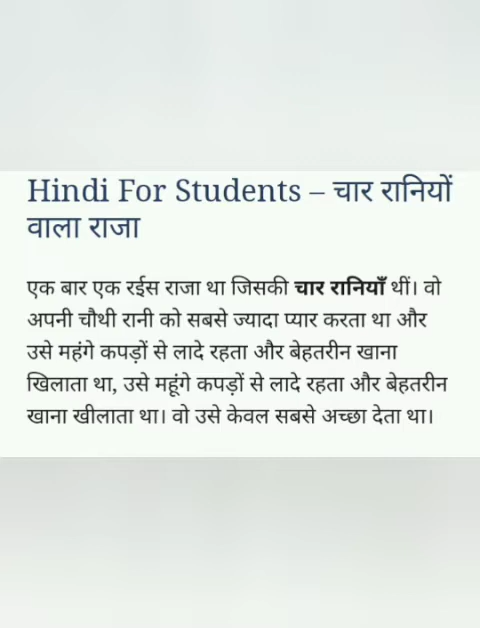 Hindi For Students – चार रानियों
वाला राजा
एक बार एक रईस राजा था जिसकी चार रानियाँ थीं। वो
अपनी चौथी रानी को सबसे ज्यादा प्यार करता था और
उसे महंगे कपड़ों से लादे रहता और बेहतरीन खाना
खिलाता था, उसे महूंगे कपड़ों से लादे रहता और बेहतरीन
खाना खीलाता था। वो उसे केवल सबसे अच्छा देता था।